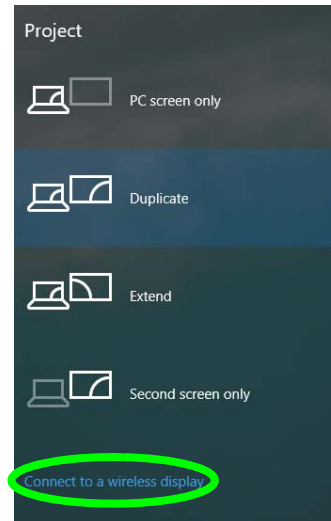 Project
PC screen only
Duplicate
Extend
Second screen only
Connect to a wireless display